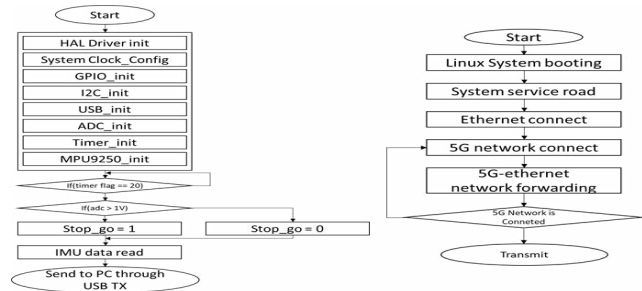 Start
HAL Driver init
System Clock_Config
GPIO_init
I2C_init
USB_init
ADC_init
Timer_init
MPU9250_init
If(timer flag == 20)
If(adc > 1V)
Stop_go = 1
Stop_go = 0
IMU data read
Send to PC through
USB TX
Start
Linux System booting
System service road
Ethernet connect
5G network connect
5G-ethernet
network forwarding
5G Network is
Conneted
Transmit